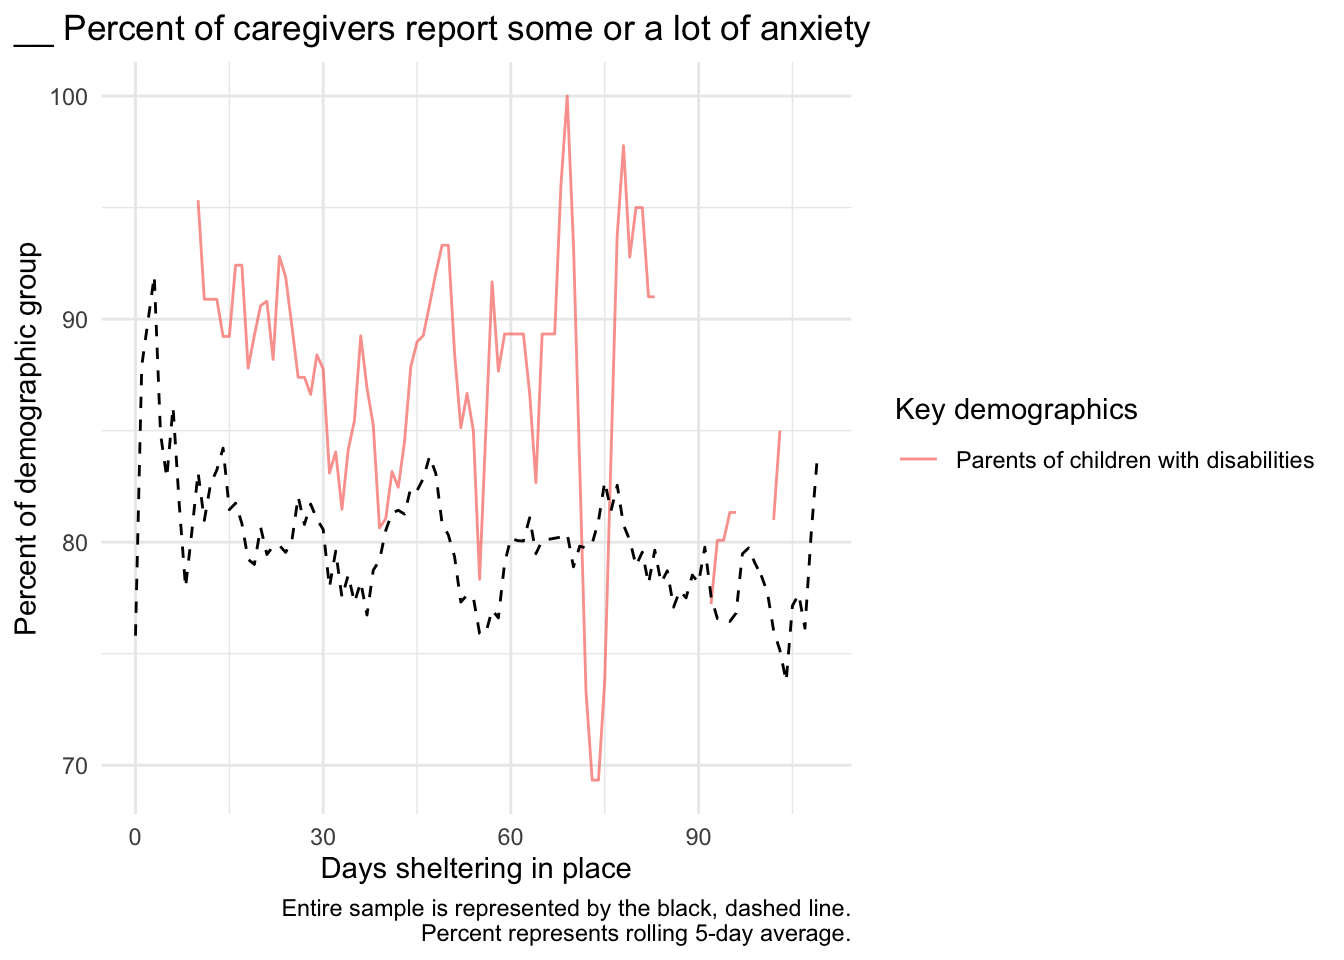 __ Percent of caregivers report some or a lot of anxiety
Percent of demographic group
100
90
80
70
0 30 60 90
Days sheltering in place
Key demographics
Parents of children with disabilities
Entire sample is represented by the black, dashed line.
Percent represents rolling 5-day average.